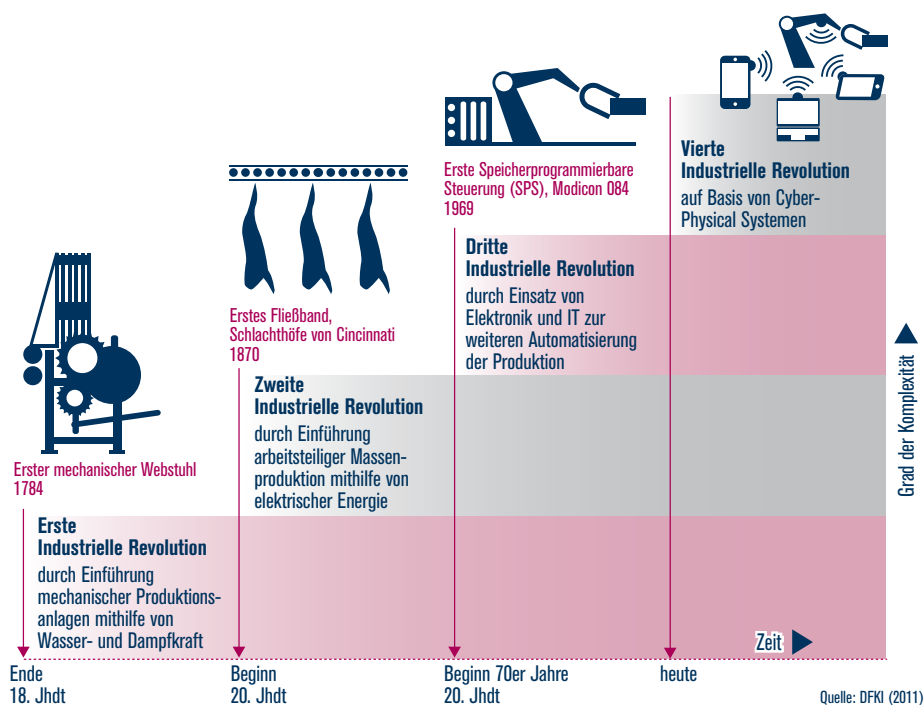 Erster mechanischer Webstuhl
1784
Erste
Industrielle Revolution
durch Einführung
mechanischer Produktions-
anlagen mithilfe von
Wasser- und Dampfkraft
Ende
18. Jhdt
Erstes Fließband,
Schlachthöfe von Cincinnati
1870
Zweite
Industrielle Revolution
durch Einführung
arbeitsteiliger Massen-
produktion mithilfe von
elektrischer Energie
Beginn
20. Jhdt
Erste Speicherprogrammierbare
Steuerung (SPS), Modicon 084
1969
Dritte
Industrielle Revolution
durch Einsatz von
Elektronik und IT zur
weiteren Automatisierung
der Produktion
Beginn 70er Jahre
20. Jhdt
Vierte
Industrielle Revolution
auf Basis von Cyber-
Physical Systemen
heute
Grad der Komplexität
Zeit
Quelle: DFKI (2011)